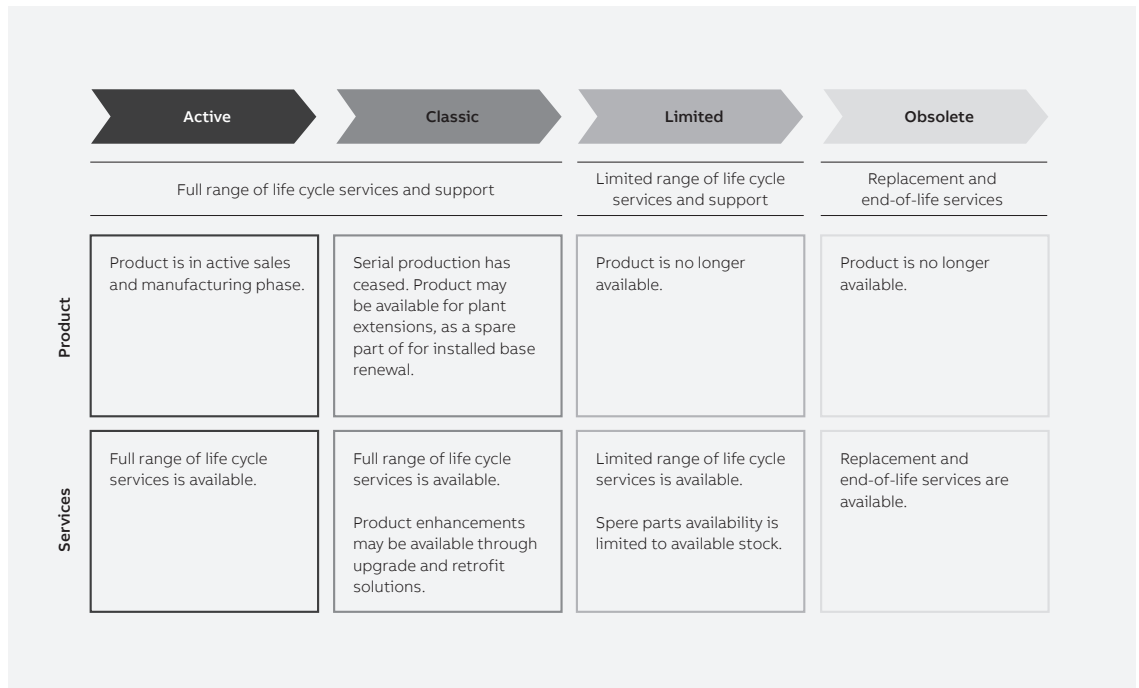 Active
Classic
Limited
Obsolete
Full range of life cycle services and support
Limited range of life cycle
services and support
Replacement and
end-of-life services
Product
Product is in active sales
and manufacturing phase.
Serial production has
ceased. Product may
be available for plant
extensions, as a spare
part of for installed base
renewal.
Product is no longer
available.
Product is no longer
available.
Services
Full range of life cycle
services is available.
Full range of life cycle
services is available.
Product enhancements
may be available through
upgrade and retrofit
solutions.
Limited range of life cycle
services is available.
Spere parts availability is
limited to available stock.
Replacement and
end-of-life services are
available.